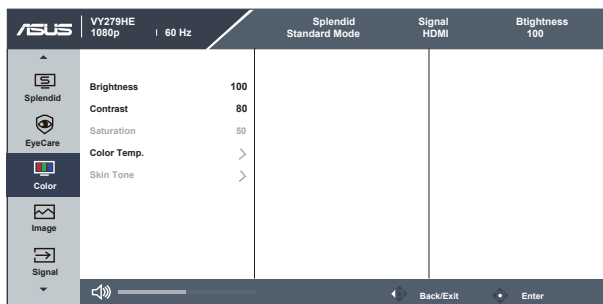 ASUS
VY279HE
1080p I 60 Hz
Splendid
Standard Mode
Signal
HDMI
Btightness
100
Splendid
EyeCare
Color
Image
Signal
Brightness 100
Contrast 80
Saturation 50
Color Temp.
Skin Tone
Back/Exit
Enter